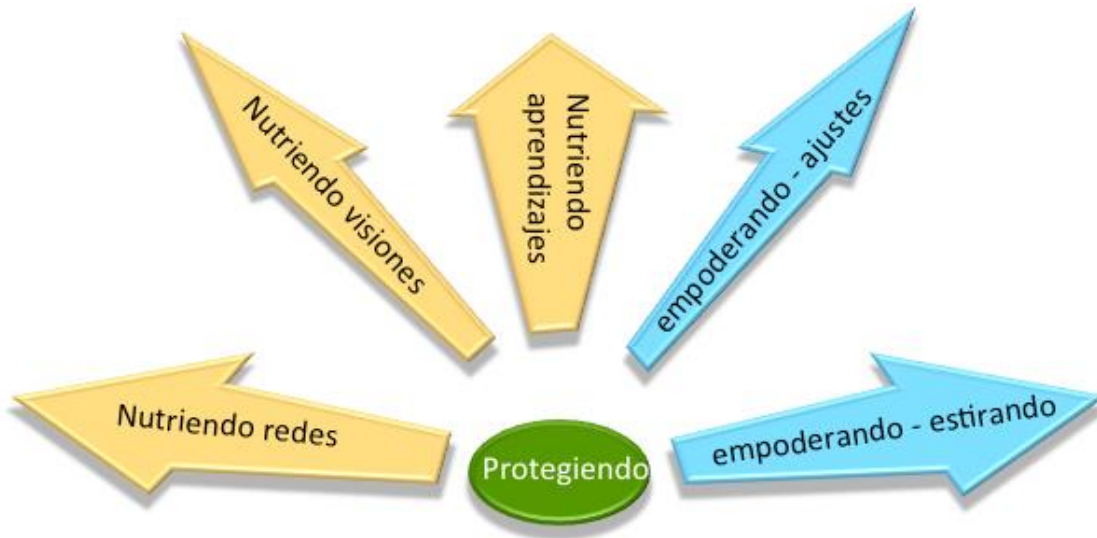 Nutriendo redes
Nutriendo visiones
Nutriendo
aprendizajes
empoderando - ajustes
empoderando - estirando
Protegiendo